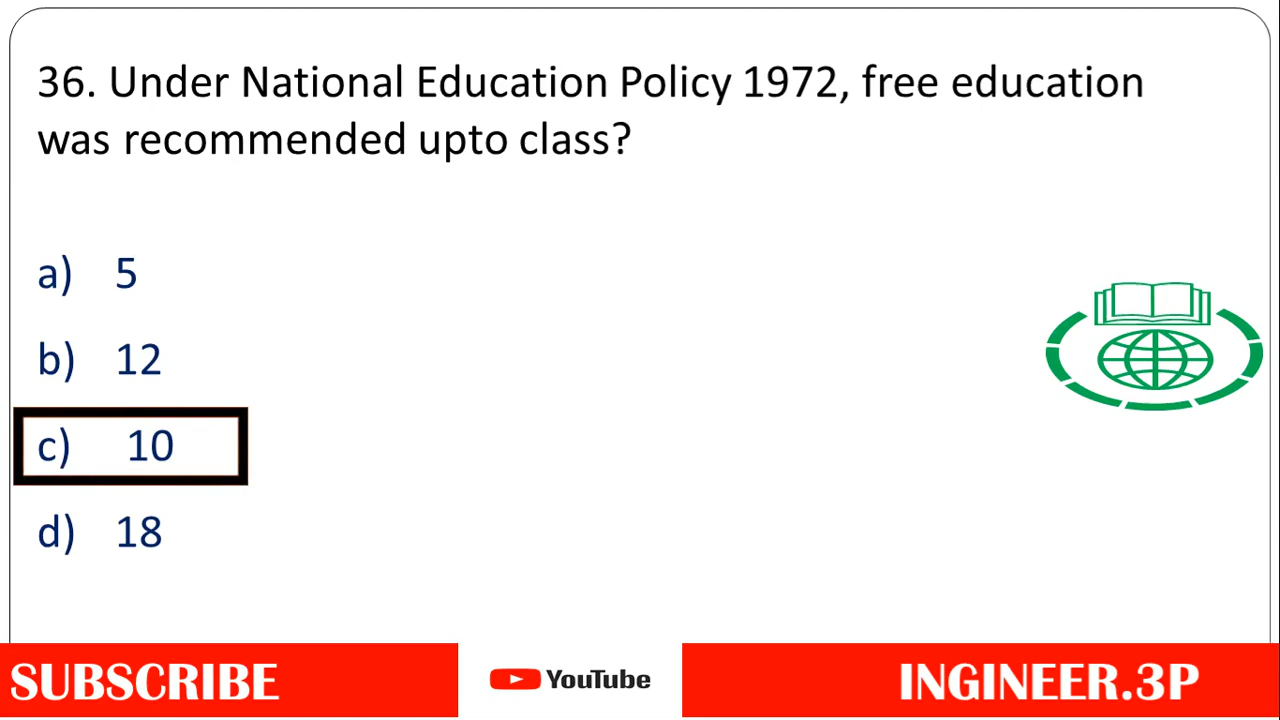 36. Under National Education Policy 1972, free education
was recommended upto class?
a) 5
b) 12
c) 10
d) 18
SUBSCRIBE YouTube INGINEER.3P